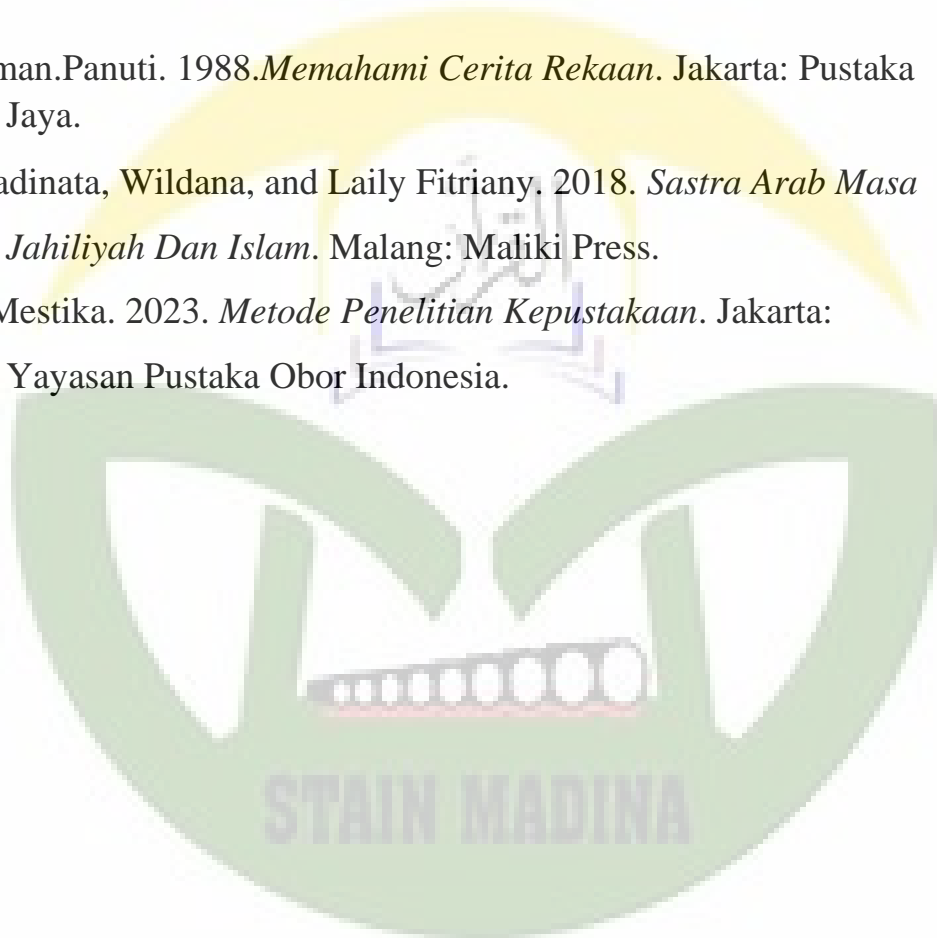 man.Panuti. 1988.Memahami Cerita Rekaan. Jakarta: Pustaka
Jaya.
adinata, Wildana, and Laily Fitriany. 2018. Sastra Arab Masa
Jahiliyah Dan Islam. Malang: Maliki Press.
Mestika. 2023. Metode Penelitian Kepustakaan. Jakarta:
Yayasan Pustaka Obor Indonesia.
القرآن
STAIN MADINA